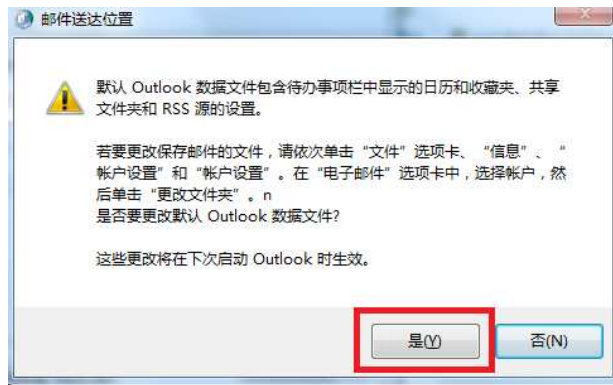 邮件送达位置
默认 Outlook 数据文件包含待办事项栏中显示的日历和收藏夹、共享
文件夹和 RSS 源的设置。
若要更改保存邮件的文件，请依次单击“文件”选项卡、“信息”、“
帐户设置”和“帐户设置”。在“电子邮件”选项卡中，选择帐户，然
后单击“更改文件夹”。n
是否要更改默认 Outlook 数据文件?
这些更改将在下次启动 Outlook 时生效。
是(Y)
否(N)